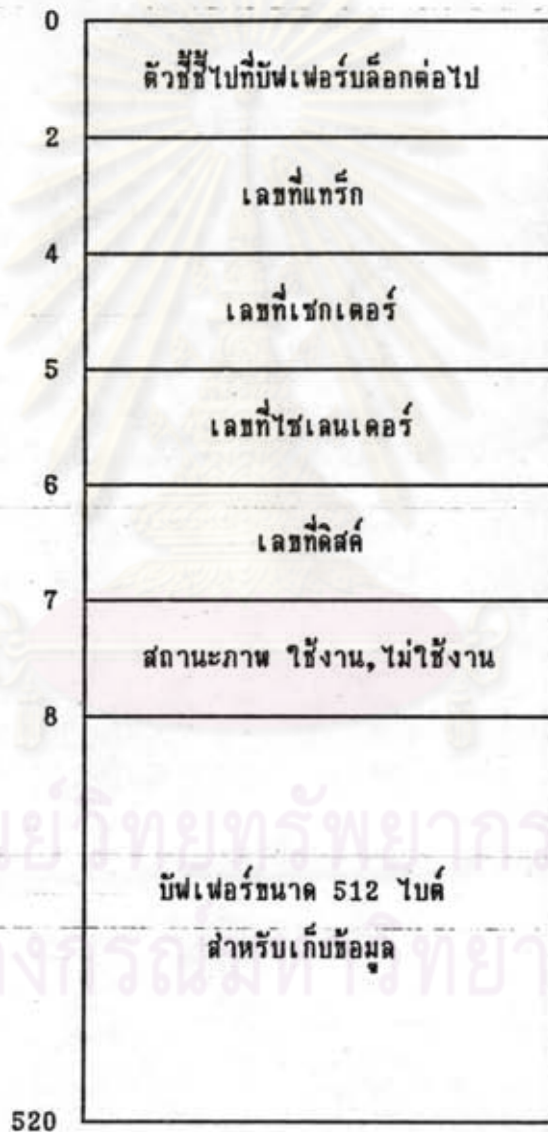 0
ตัวชี้ชี้ไปที่บัฟเฟอร์บล็อกต่อไป
2
เลขที่แทร็ก
4
เลขที่เซกเตอร์
5
เลขที่ไซเลนเดอร์
6
เลขที่ดิสค์
7
สถานะภาพ ใช้งาน,ไม่ใช้งาน
8
บัฟเฟอร์ขนาด 512 ไบต์
สำหรับเก็บข้อมูล
520